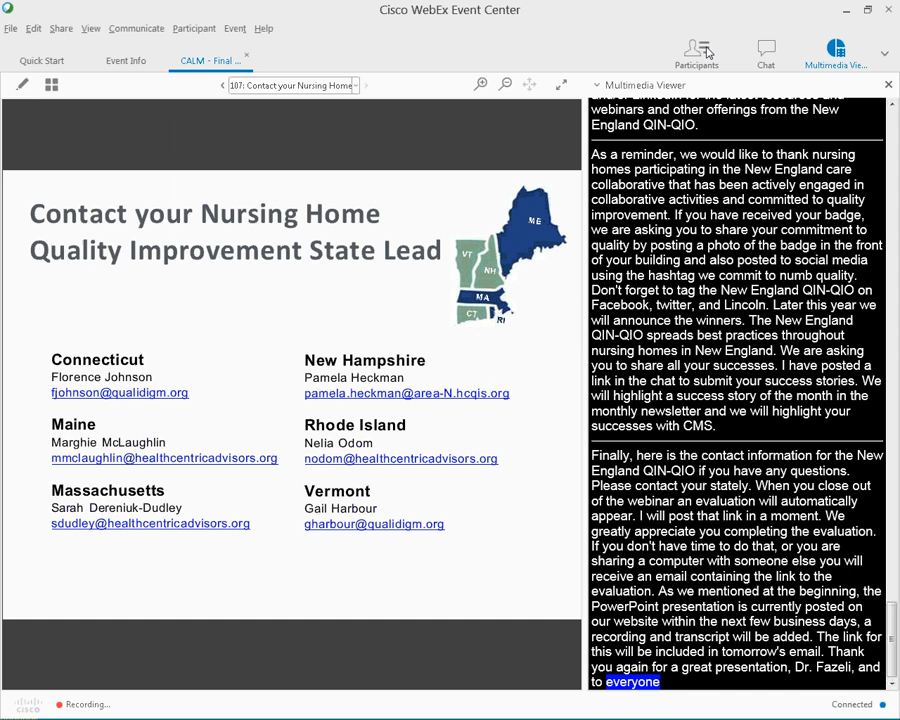 Cisco WebEx Event Center
File Edit Share View Communicate Participant Event Help
Participants Chat Multimedia Vie...
Quick Start Event Info CALM - Final ...
107: Contact your Nursing Home
Multimedia Viewer
Contact your Nursing Home
Quality Improvement State Lead
ME
VT
NH
MA
CT
RI
Connecticut
Florence Johnson
fjohnson@qualidigm.org
Maine
Marghie McLaughlin
mmclaughlin@healthcentricadvisors.org
Massachusetts
Sarah Dereniuk-Dudley
sdudley@healthcentricadvisors.org
New Hampshire
Pamela Heckman
pamela.heckman@area-N.hcqis.org
Rhode Island
Nelia Odom
nodom@healthcentricadvisors.org
Vermont
Gail Harbour
gharbour@qualidigm.org
webinars and other offerings from the New
England QIN-QIO.
As a reminder, we would like to thank nursing
homes participating in the New England care
collaborative that has been actively engaged in
collaborative activities and committed to quality
improvement. If you have received your badge,
we are asking you to share your commitment to
quality by posting a photo of the badge in the front
of your building and also posted to social media
using the hashtag we commit to numb quality.
Don't forget to tag the New England QIN-QIO on
Facebook, twitter, and Lincoln. Later this year we
will announce the winners. The New England
QIN-QIO spreads best practices throughout
nursing homes in New England. We are asking
you to share all your successes. I have posted a
link in the chat to submit your success stories. We
will highlight a success story of the month in the
monthly newsletter and we will highlight your
successes with CMS.
Finally, here is the contact information for the New
England QIN-QIO if you have any questions.
Please contact your stately. When you close out
of the webinar an evaluation will automatically
appear. I will post that link in a moment. We
greatly appreciate you completing the evaluation.
If you don't have time to do that, or you are
sharing a computer with someone else you will
receive an email containing the link to the
evaluation. As we mentioned at the beginning, the
PowerPoint presentation is currently posted on
our website within the next few business days, a
recording and transcript will be added. The link for
this will be included in tomorrow's email. Thank
you again for a great presentation, Dr. Fazeli, and
to everyone
cisco Recording... Connected